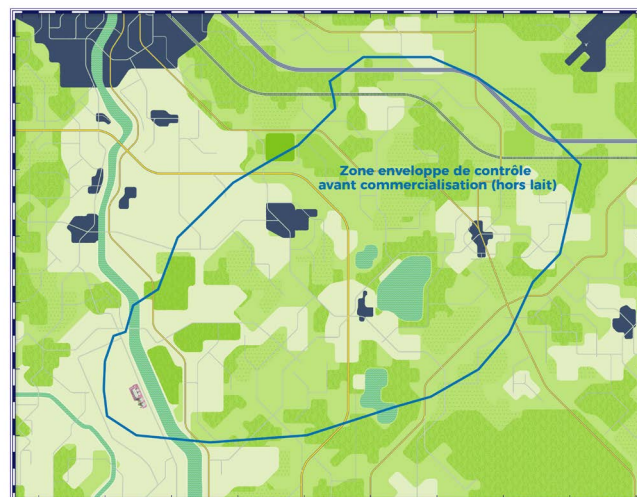 Zone enveloppe de contrôle
avant commercialisation (hors lait)